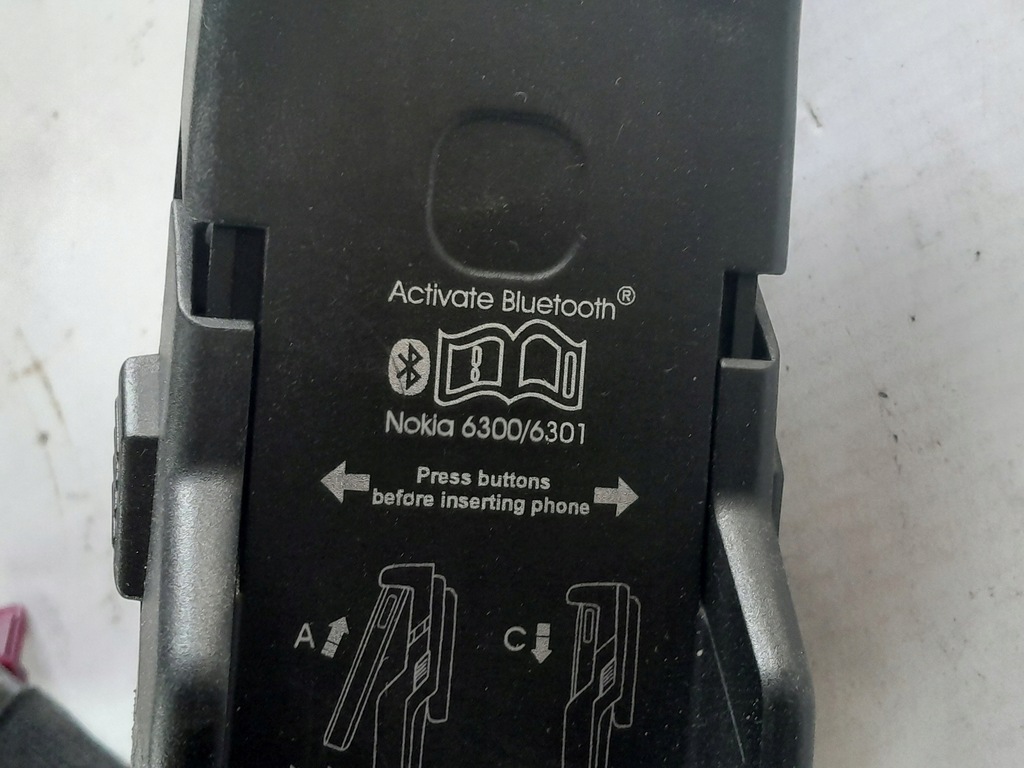 Activate Bluetooth®
Nokia 6300/6301
Press buttons
before inserting phone
A
C